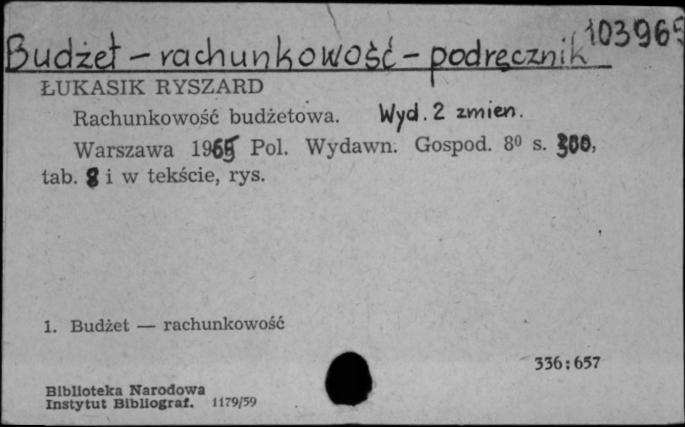 103969
Budżet – rachunkowość – podręcznik
ŁUKASIK RYSZARD
Rachunkowość budżetowa. Wyd. 2 zmien.
Warszawa 1965 Pol. Wydawn. Gospod. 8⁰ s. 300,
tab. 8 i w tekście, rys.
1. Budżet — rachunkowość
336:657
Biblioteka Narodowa
Instytut Bibliograf. 1179/59